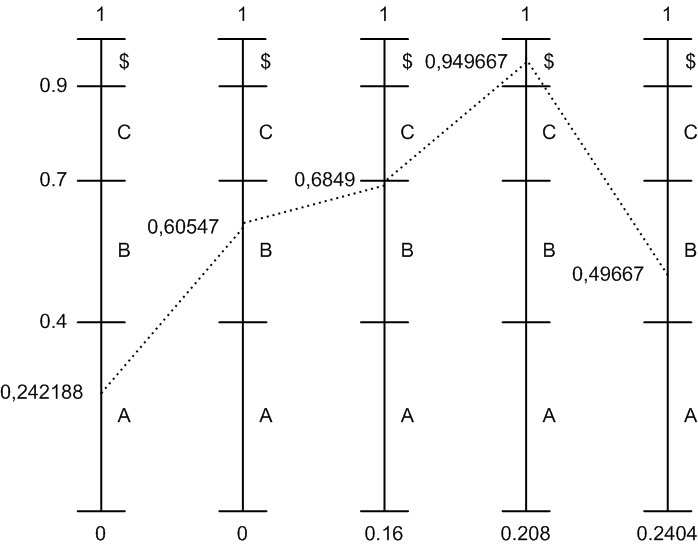 1 1 1 1 1
$ $ $ 0,949667 $ $
0.9
C C C C C
0.7 0,6849
0,60547
B B B B B
0,49667
0.4
0,242188
A A A A A
0 0 0.16 0.208 0.2404